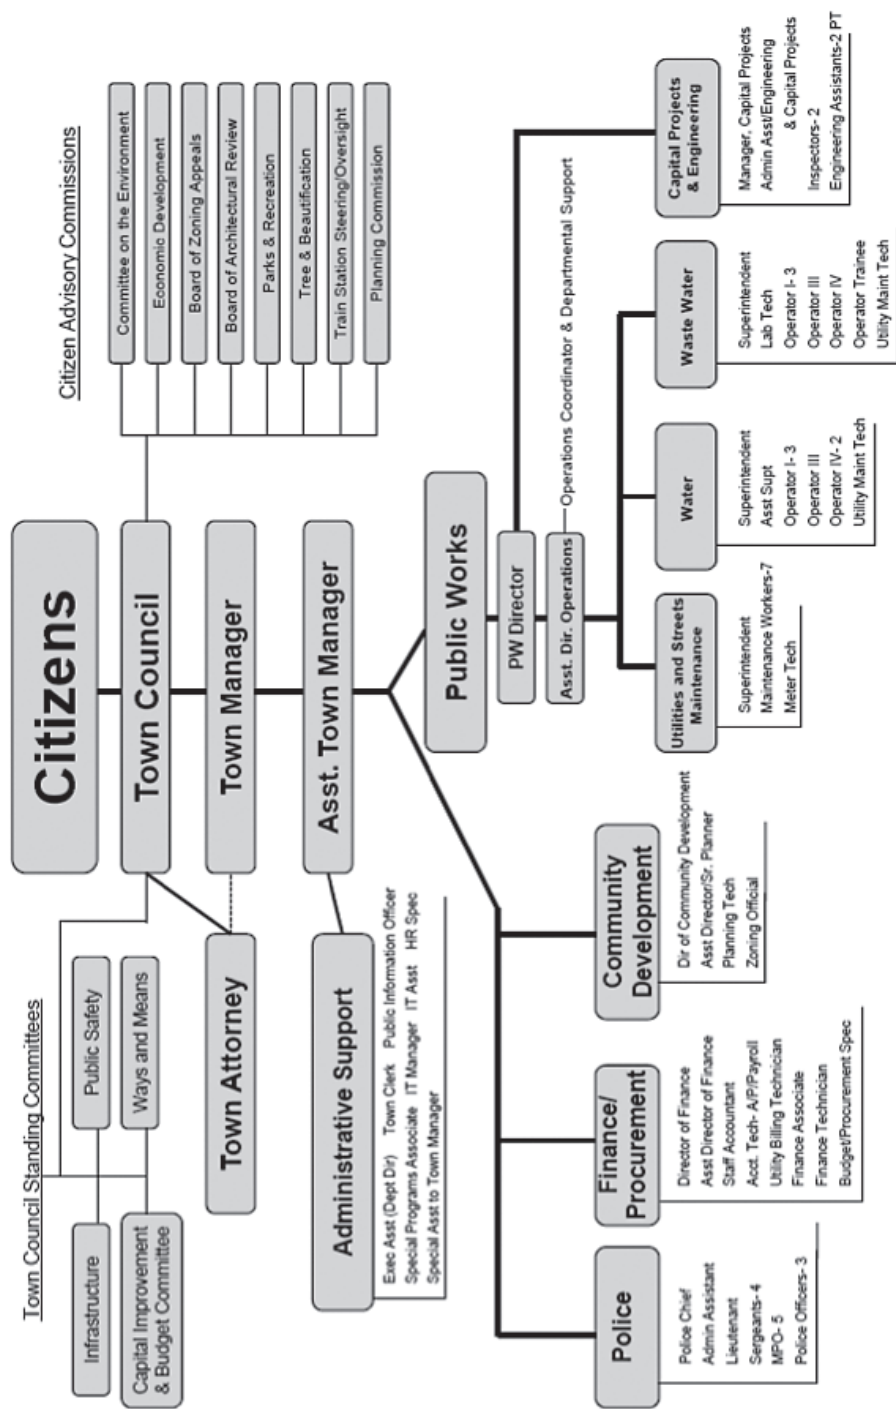 Citizens
Town Council
Town Manager
Asst. Town Manager
Town Council Standing Committees
Infrastructure
Public Safety
Capital Improvement
& Budget Committee
Ways and Means
Town Attorney
Citizen Advisory Commissions
Committee on the Environment
Economic Development
Board of Zoning Appeals
Board of Architectural Review
Parks & Recreation
Tree & Beautification
Train Station Steering/Oversight
Planning Commission
Administrative Support
Exec Asst (Dept Dir) Town Clerk Public Information Officer
Special Programs Associate IT Manager IT Asst HR Spec
Special Asst to Town Manager
Public Works
PW Director
Asst. Dir. Operations
Operations Coordinator & Departmental Support
Police
Police Chief
Admin Assistant
Lieutenant
Sergeants- 4
MPO- 5
Police Officers- 3
Finance/
Procurement
Director of Finance
Asst Director of Finance
Staff Accountant
Acct. Tech- A/P/Payroll
Utility Billing Technician
Finance Associate
Finance Technician
Budget/Procurement Spec
Community
Development
Dir of Community Development
Asst Director/Sr. Planner
Planning Tech
Zoning Official
Utilities and Streets
Maintenance
Superintendent
Maintenance Workers-7
Meter Tech
Water
Superintendent
Asst Supt
Operator I- 3
Operator III
Operator IV- 2
Utility Maint Tech
Waste Water
Superintendent
Lab Tech
Operator I- 3
Operator III
Operator IV
Operator Trainee
Utility Maint Tech
Capital Projects
& Engineering
Manager, Capital Projects
Admin Asst/Engineering
& Capital Projects
Inspectors- 2
Engineering Assistants-2 PT